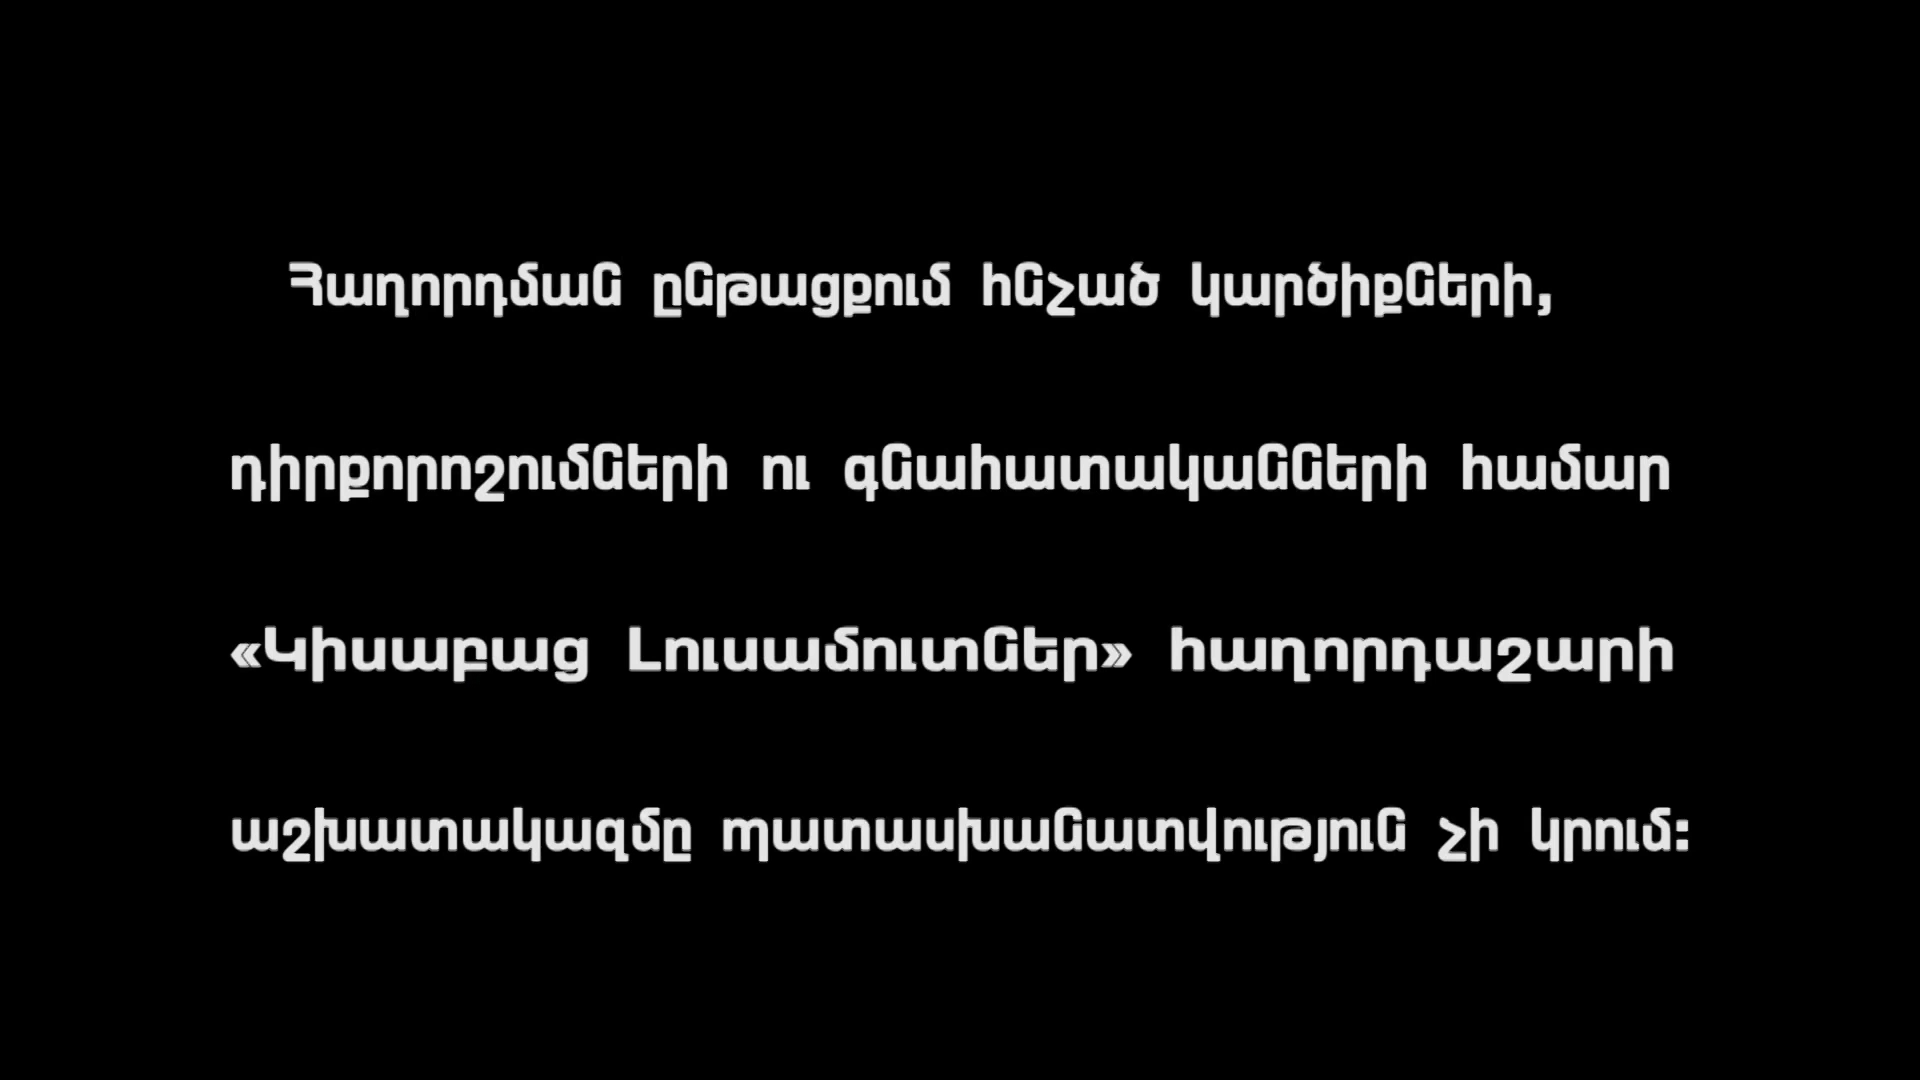 Հաղորդման ընթացքում հնչած կարծիքների,
դիրքորոշումների ու գնահատականների համար
«Կիսաբաց Լուսամուտներ» հաղորդաշարի
աշխատակազմը պատասխանատվություն չի կրում: